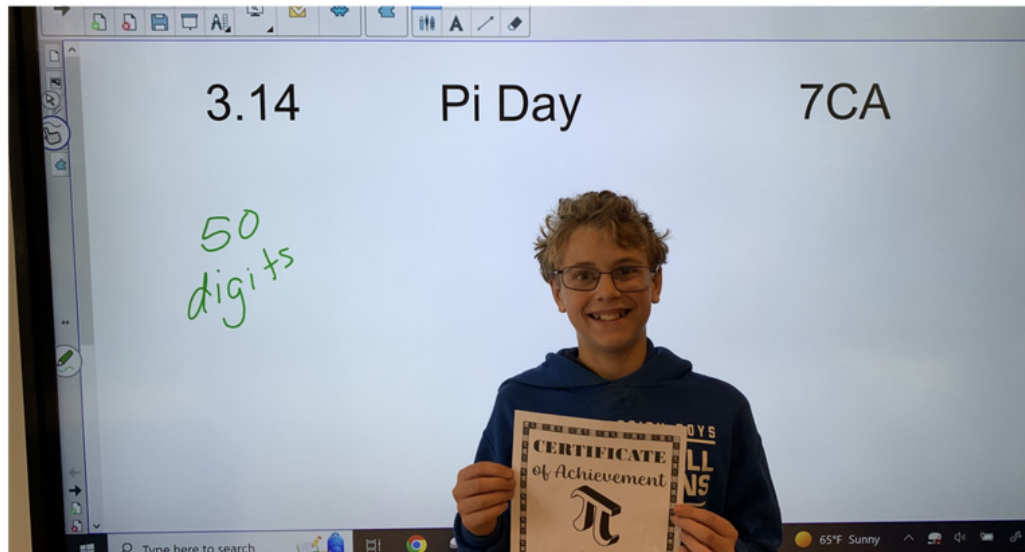 3.14 Pi Day 7CA
50
digits
CERTIFICATE
of Achievement
π
Type here to search
65°F Sunny